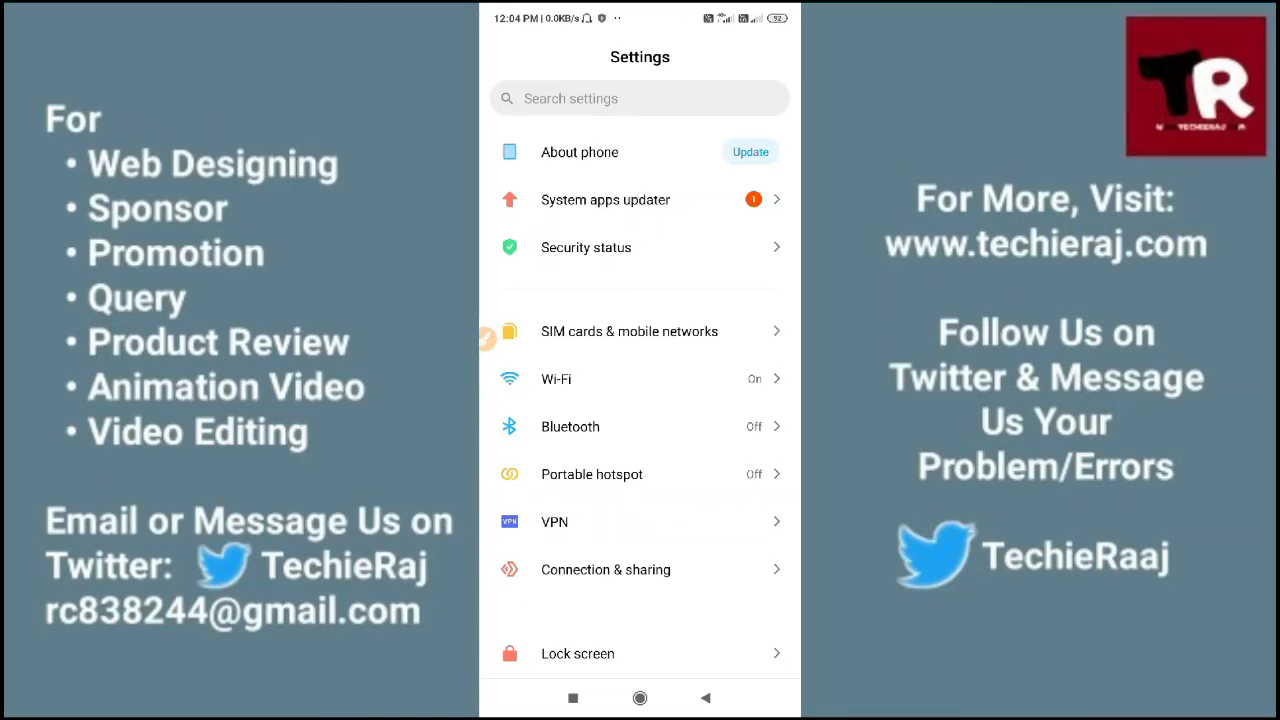 For
• Web Designing
• Sponsor
• Promotion
• Query
• Product Review
• Animation Video
• Video Editing
Email or Message Us on
Twitter: TechieRaj
rc838244@gmail.com
12:04 PM | 0.0KB/s
92
Settings
Search settings
About phone
Update
System apps updater
1
Security status
SIM cards & mobile networks
Wi-Fi
On
Bluetooth
Off
Portable hotspot
Off
VPN
VPN
Connection & sharing
Lock screen
TR
For More, Visit:
www.techieraj.com
Follow Us on
Twitter & Message
Us Your
Problem/Errors
TechieRaaj